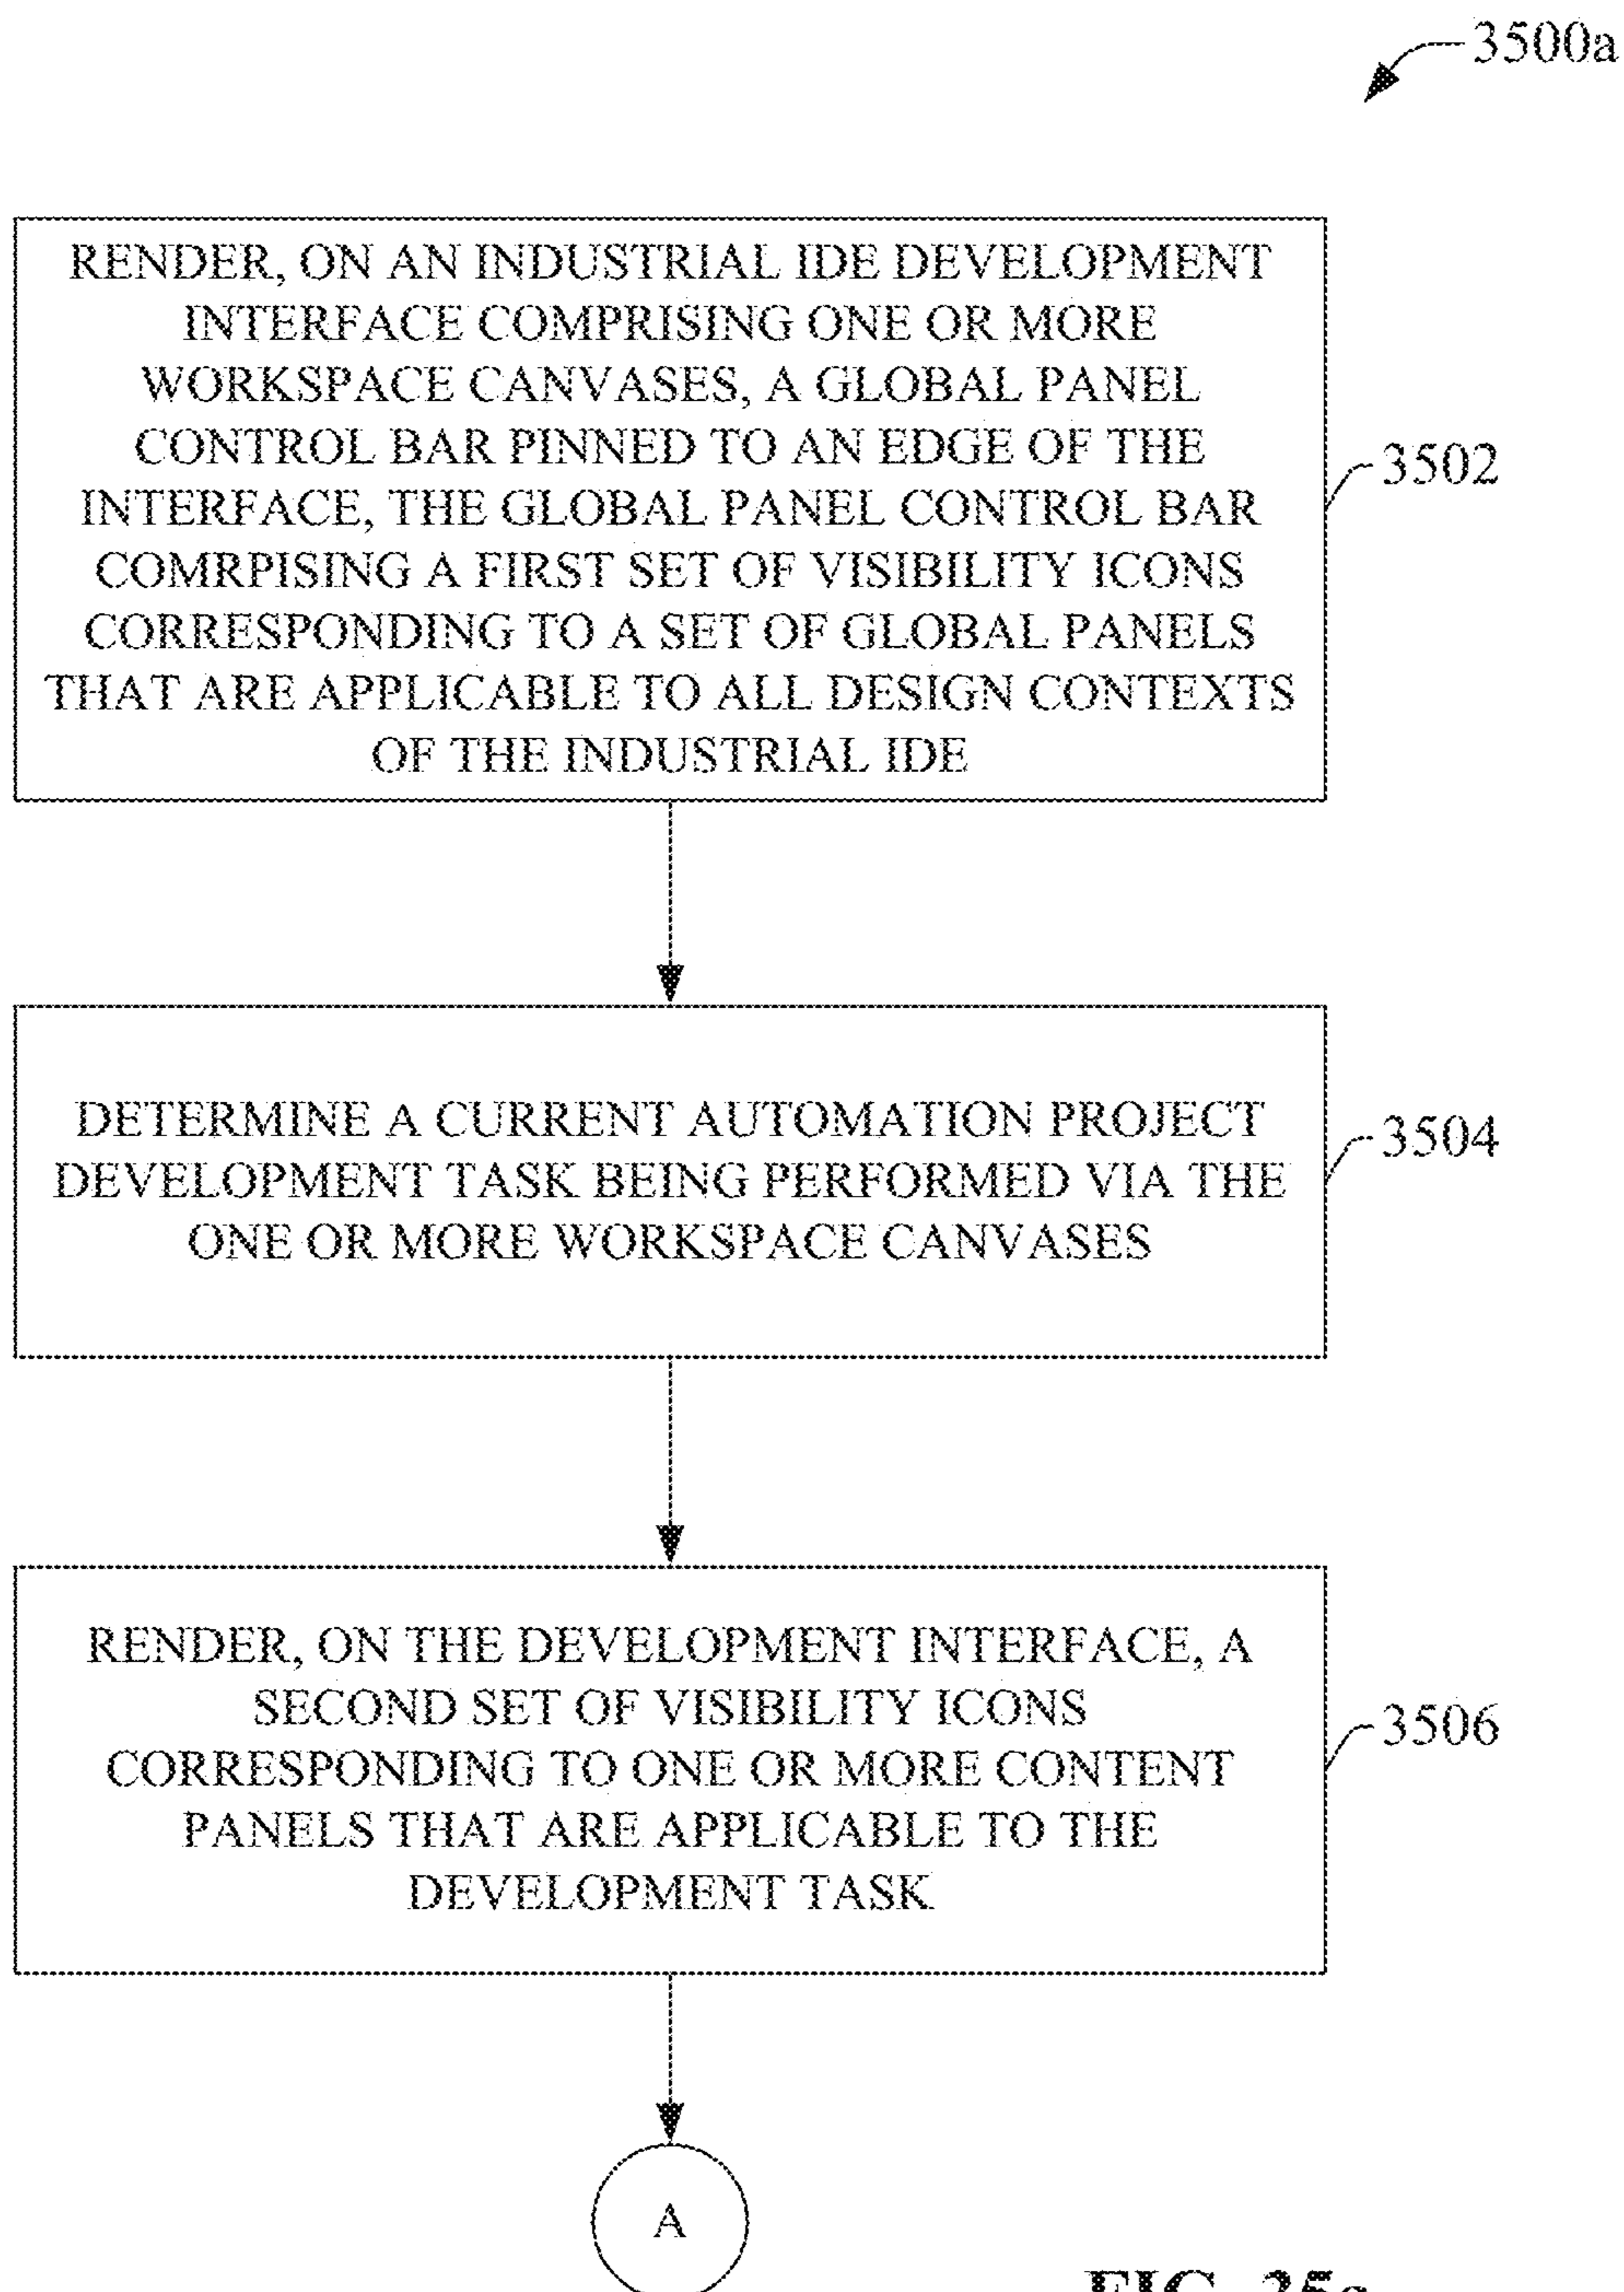 3500a
RENDER, ON AN INDUSTRIAL IDE DEVELOPMENT
INTERFACE COMPRISING ONE OR MORE
WORKSPACE CANVASES, A GLOBAL PANEL
CONTROL BAR PINNED TO AN EDGE OF THE
INTERFACE, THE GLOBAL PANEL CONTROL BAR
COMRPISING A FIRST SET OF VISIBILITY ICONS
CORRESPONDING TO A SET OF GLOBAL PANELS
THAT ARE APPLICABLE TO ALL DESIGN CONTEXTS
OF THE INDUSTRIAL IDE
3502
DETERMINE A CURRENT AUTOMATION PROJECT
DEVELOPMENT TASK BEING PERFORMED VIA THE
ONE OR MORE WORKSPACE CANVASES
3504
RENDER, ON THE DEVELOPMENT INTERFACE, A
SECOND SET OF VISIBILITY ICONS
CORRESPONDING TO ONE OR MORE CONTENT
PANELS THAT ARE APPLICABLE TO THE
DEVELOPMENT TASK
3506
A
FIG. 35a